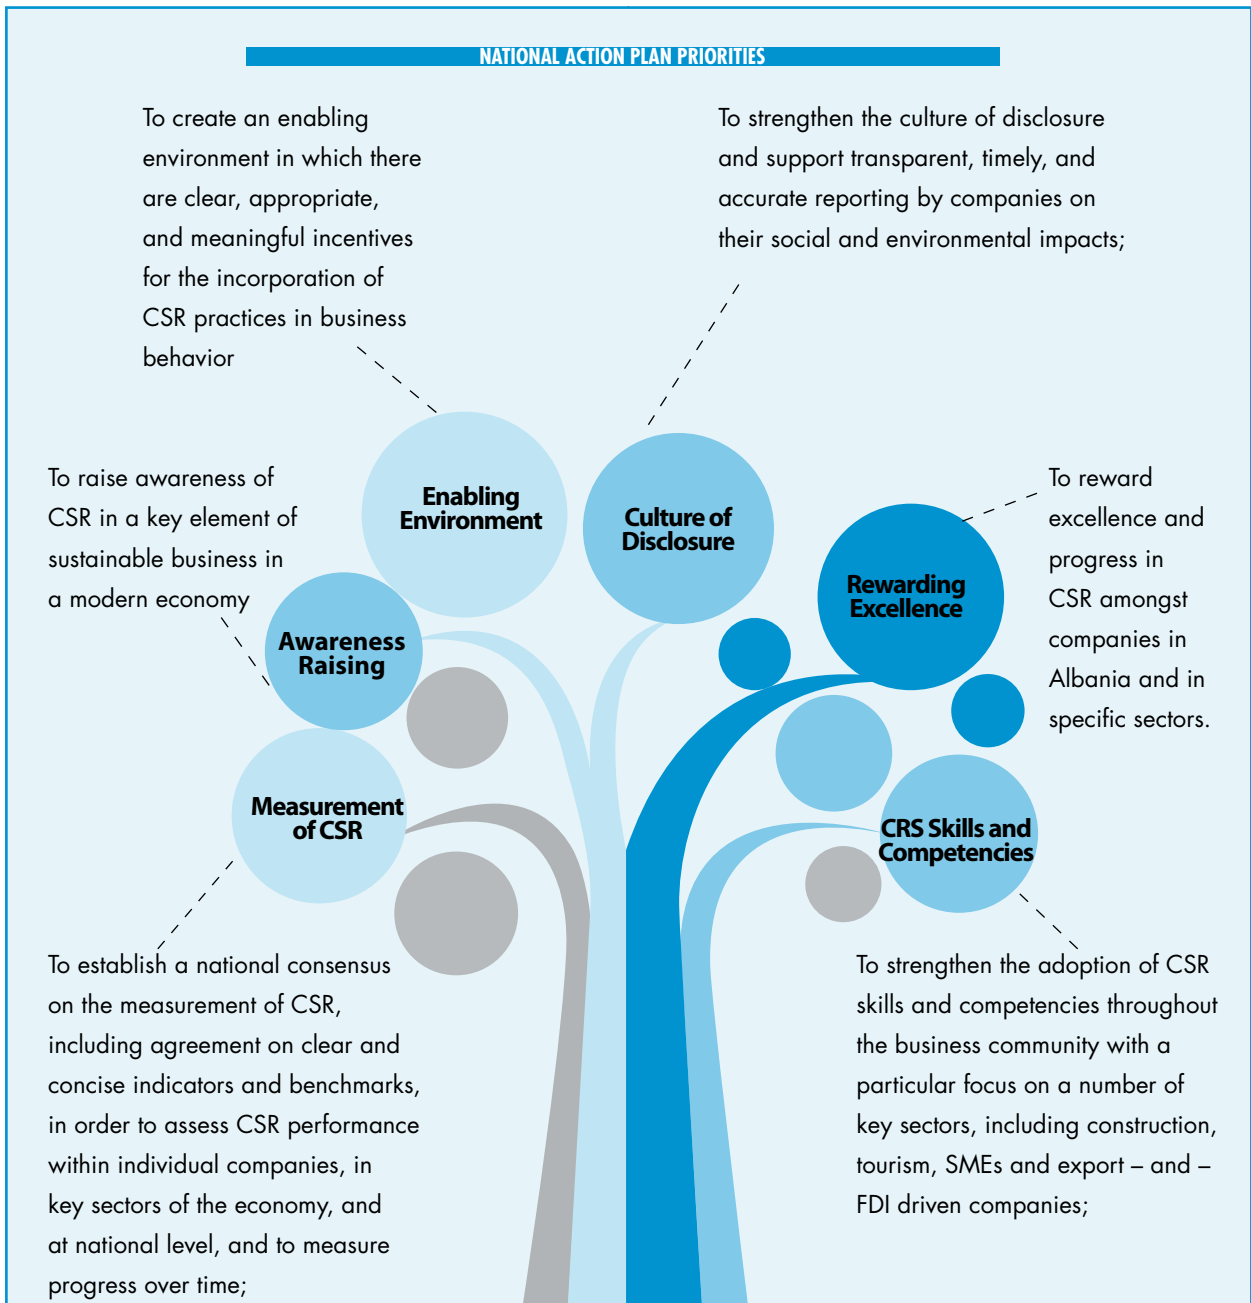 NATIONAL ACTION PLAN PRIORITIES
To create an enabling
environment in which there
are clear, appropriate,
and meaningful incentives
for the incorporation of
CSR practices in business
behavior
To strengthen the culture of disclosure
and support transparent, timely, and
accurate reporting by companies on
their social and environmental impacts;
To raise awareness of
CSR in a key element of
sustainable business in
a modern economy
Enabling
Environment
Culture of
Disclosure
Rewarding
Excellence
To reward
excellence and
progress in
CSR amongst
companies in
Albania and in
specific sectors.
Awareness
Raising
Measurement
of CSR
CRS Skills and
Competencies
To establish a national consensus
on the measurement of CSR,
including agreement on clear and
concise indicators and benchmarks,
in order to assess CSR performance
within individual companies, in
key sectors of the economy, and
at national level, and to measure
progress over time;
To strengthen the adoption of CSR
skills and competencies throughout
the business community with a
particular focus on a number of
key sectors, including construction,
tourism, SMEs and export – and –
FDI driven companies;